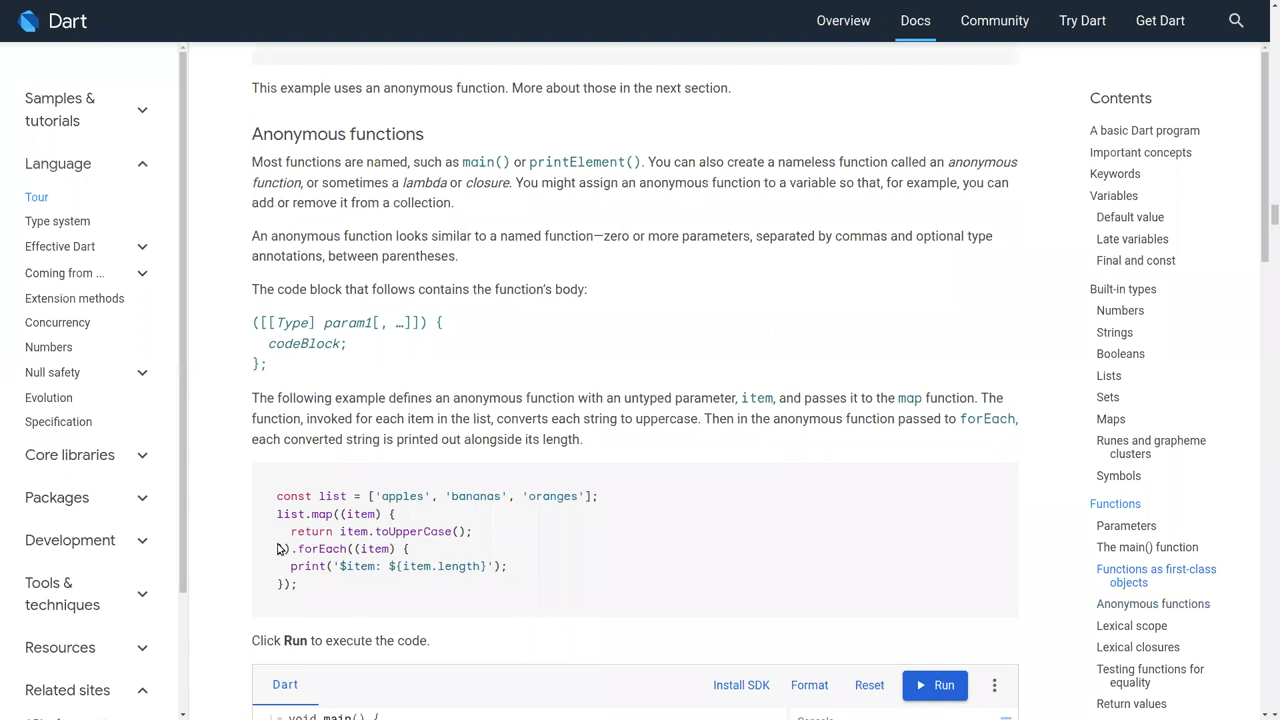 Dart
Overview
Docs
Community
Try Dart
Get Dart
Samples &
tutorials
Language
Tour
Type system
Effective Dart
Coming from ...
Extension methods
Concurrency
Numbers
Null safety
Evolution
Specification
Core libraries
Packages
Development
Tools &
techniques
Resources
Related sites
This example uses an anonymous function. More about those in the next section.
Anonymous functions
Most functions are named, such as main() or printElement(). You can also create a nameless function called an anonymous
function, or sometimes a lambda or closure. You might assign an anonymous function to a variable so that, for example, you can
add or remove it from a collection.
An anonymous function looks similar to a named function—zero or more parameters, separated by commas and optional type
annotations, between parentheses.
The code block that follows contains the function’s body:
([[Type] param1[, …]]) {
codeBlock;
};
The following example defines an anonymous function with an untyped parameter, item, and passes it to the map function. The
function, invoked for each item in the list, converts each string to uppercase. Then in the anonymous function passed to forEach,
each converted string is printed out alongside its length.
const list = ['apples', 'bananas', 'oranges'];
list.map((item) {
return item.toUpperCase();
}).forEach((item) {
print('$item: ${item.length}');
});
Click Run to execute the code.
Dart
Install SDK
Format
Reset
Run
void main() {
Console
Contents
A basic Dart program
Important concepts
Keywords
Variables
Default value
Late variables
Final and const
Built-in types
Numbers
Strings
Booleans
Lists
Sets
Maps
Runes and grapheme
clusters
Symbols
Functions
Parameters
The main() function
Functions as first-class
objects
Anonymous functions
Lexical scope
Lexical closures
Testing functions for
equality
Return values